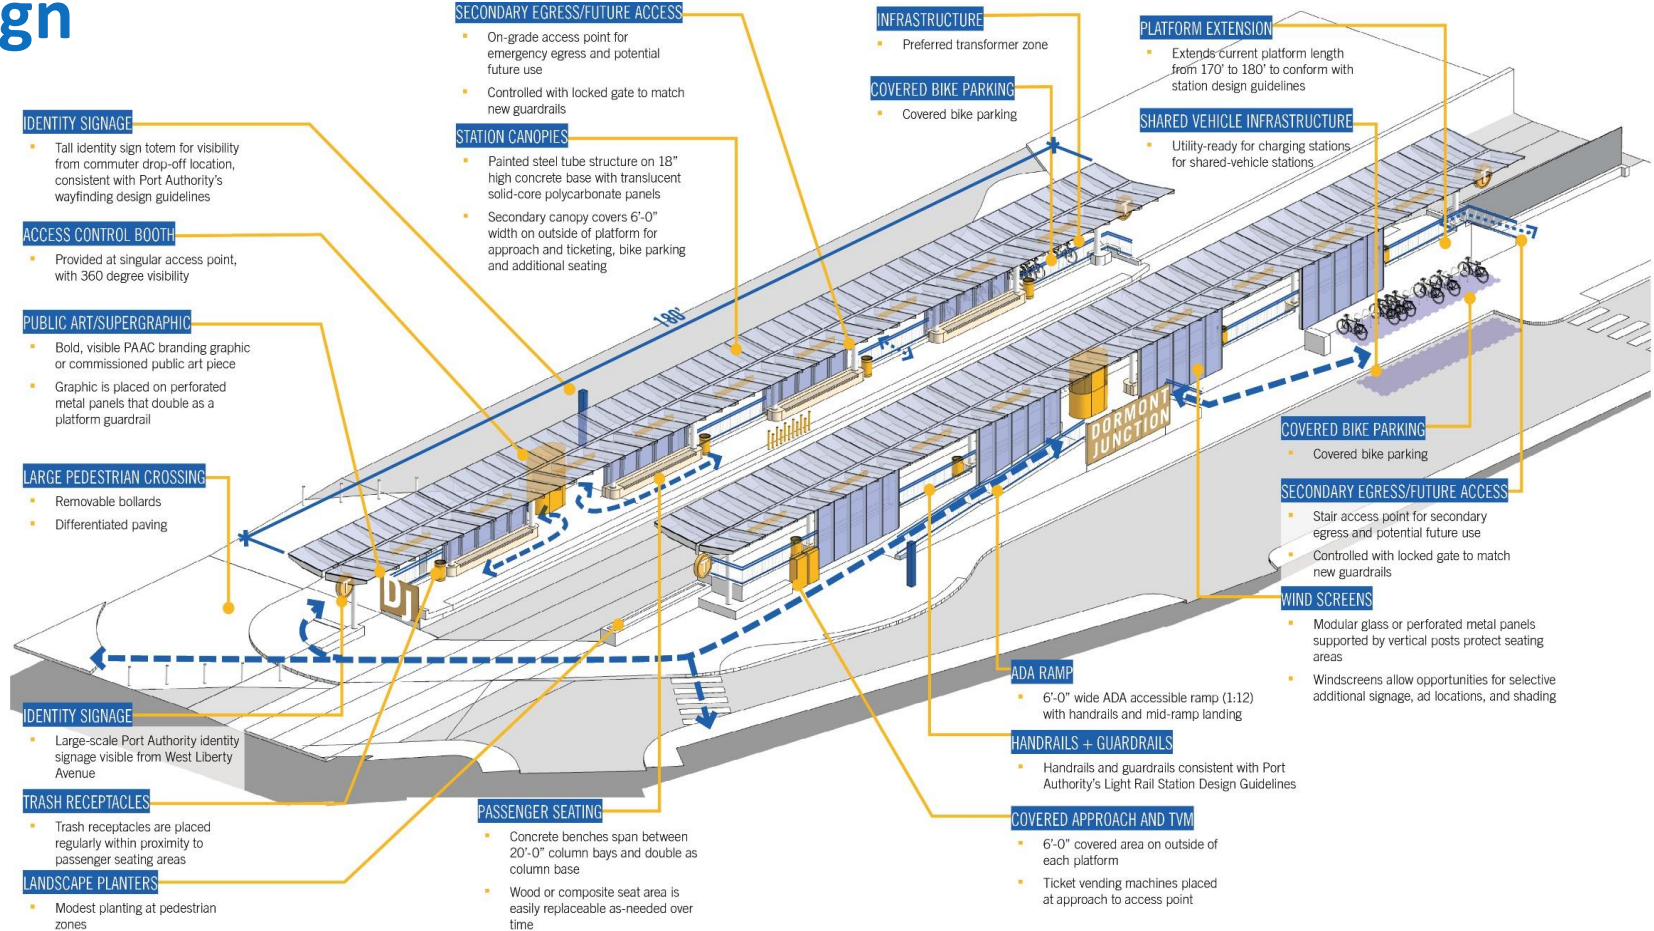 gn
SECONDARY EGRESS/FUTURE ACCESS
On-grade access point for
emergency egress and potential
future use
Controlled with locked gate to match
new guardrails
STATION CANOPIES
Painted steel tube structure on 18"
high concrete base with translucent
solid-core polycarbonate panels
Secondary canopy covers 6'-0"
width on outside of platform for
approach and ticketing, bike parking
and additional seating
INFRASTRUCTURE
Preferred transformer zone
COVERED BIKE PARKING
Covered bike parking
PLATFORM EXTENSION
Extends current platform length
from 170' to 180' to conform with
station design guidelines
SHARED VEHICLE INFRASTRUCTURE
Utility-ready for charging stations
for shared-vehicle stations
IDENTITY SIGNAGE
Tall identity sign totem for visibility
from commuter drop-off location,
consistent with Port Authority's
wayfinding design guidelines
ACCESS CONTROL BOOTH
Provided at singular access point,
with 360 degree visibility
PUBLIC ART/SUPERGRAPHIC
Bold, visible PAAC branding graphic
or commissioned public art piece
Graphic is placed on perforated
metal panels that double as a
platform guardrail
LARGE PEDESTRIAN CROSSING
Removable bollards
Differentiated paving
180'
T
T
T
T
DJ
DORMONT
JUNCTION
IDENTITY SIGNAGE
Large-scale Port Authority identity
signage visible from West Liberty
Avenue
TRASH RECEPTACLES
Trash receptacles are placed
regularly within proximity to
passenger seating areas
LANDSCAPE PLANTERS
Modest planting at pedestrian
zones
PASSENGER SEATING
Concrete benches span between
20'-0" column bays and double as
column base
Wood or composite seat area is
easily replaceable as-needed over
time
ADA RAMP
6'-0" wide ADA accessible ramp (1:12)
with handrails and mid-ramp landing
HANDRAILS + GUARDRAILS
Handrails and guardrails consistent with Port
Authority's Light Rail Station Design Guidelines
COVERED APPROACH AND TVM
6'-0" covered area on outside of
each platform
Ticket vending machines placed
at approach to access point
COVERED BIKE PARKING
Covered bike parking
SECONDARY EGRESS/FUTURE ACCESS
Stair access point for secondary
egress and potential future use
Controlled with locked gate to match
new guardrails
WIND SCREENS
Modular glass or perforated metal panels
supported by vertical posts protect seating
areas
Windscreens allow opportunities for selective
additional signage, ad locations, and shading